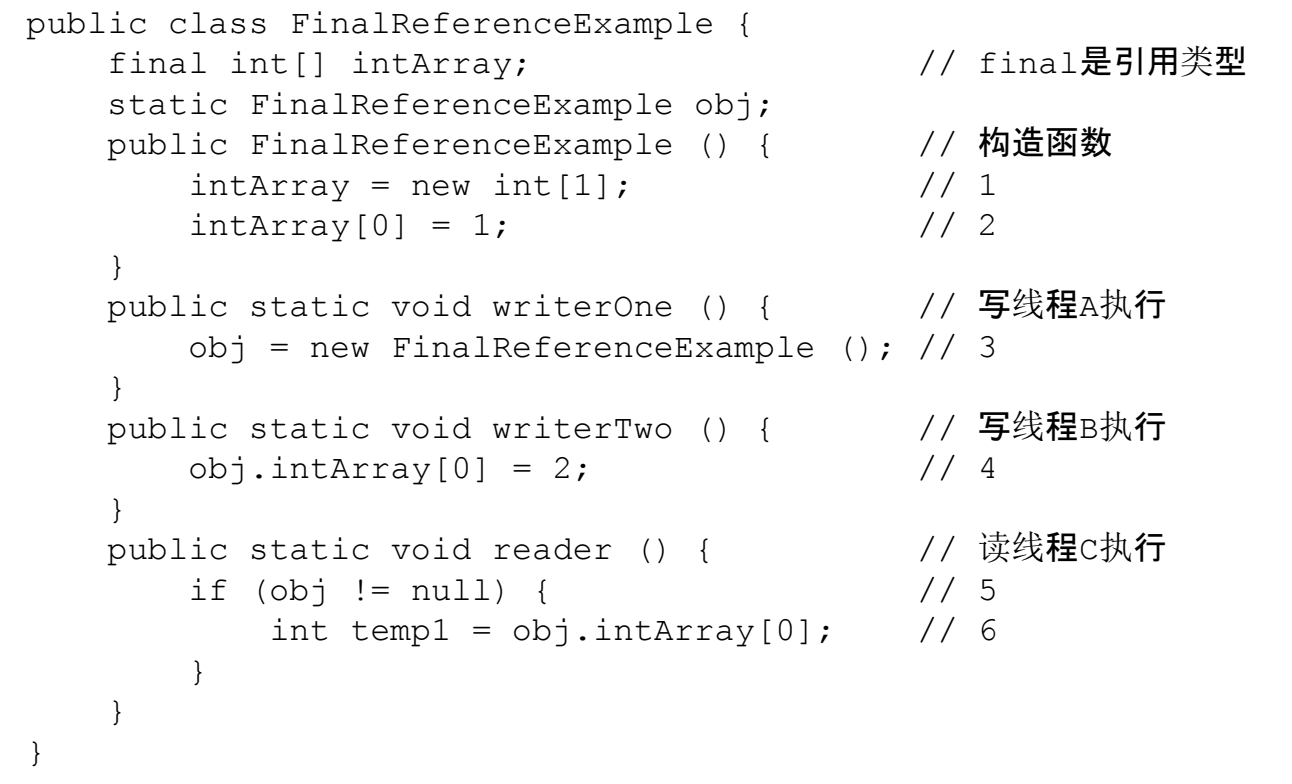 public class FinalReferenceExample {
    final int[] intArray;                   // final是引用类型
    static FinalReferenceExample obj;
    public FinalReferenceExample () {       // 构造函数
        intArray = new int[1];              // 1
        intArray[0] = 1;                    // 2
    }
    public static void writerOne () {       // 写线程A执行
        obj = new FinalReferenceExample (); // 3
    }
    public static void writerTwo () {       // 写线程B执行
        obj.intArray[0] = 2;                // 4
    }
    public static void reader () {          // 读线程C执行
        if (obj != null) {                  // 5
            int temp1 = obj.intArray[0];    // 6
        }
    }
}